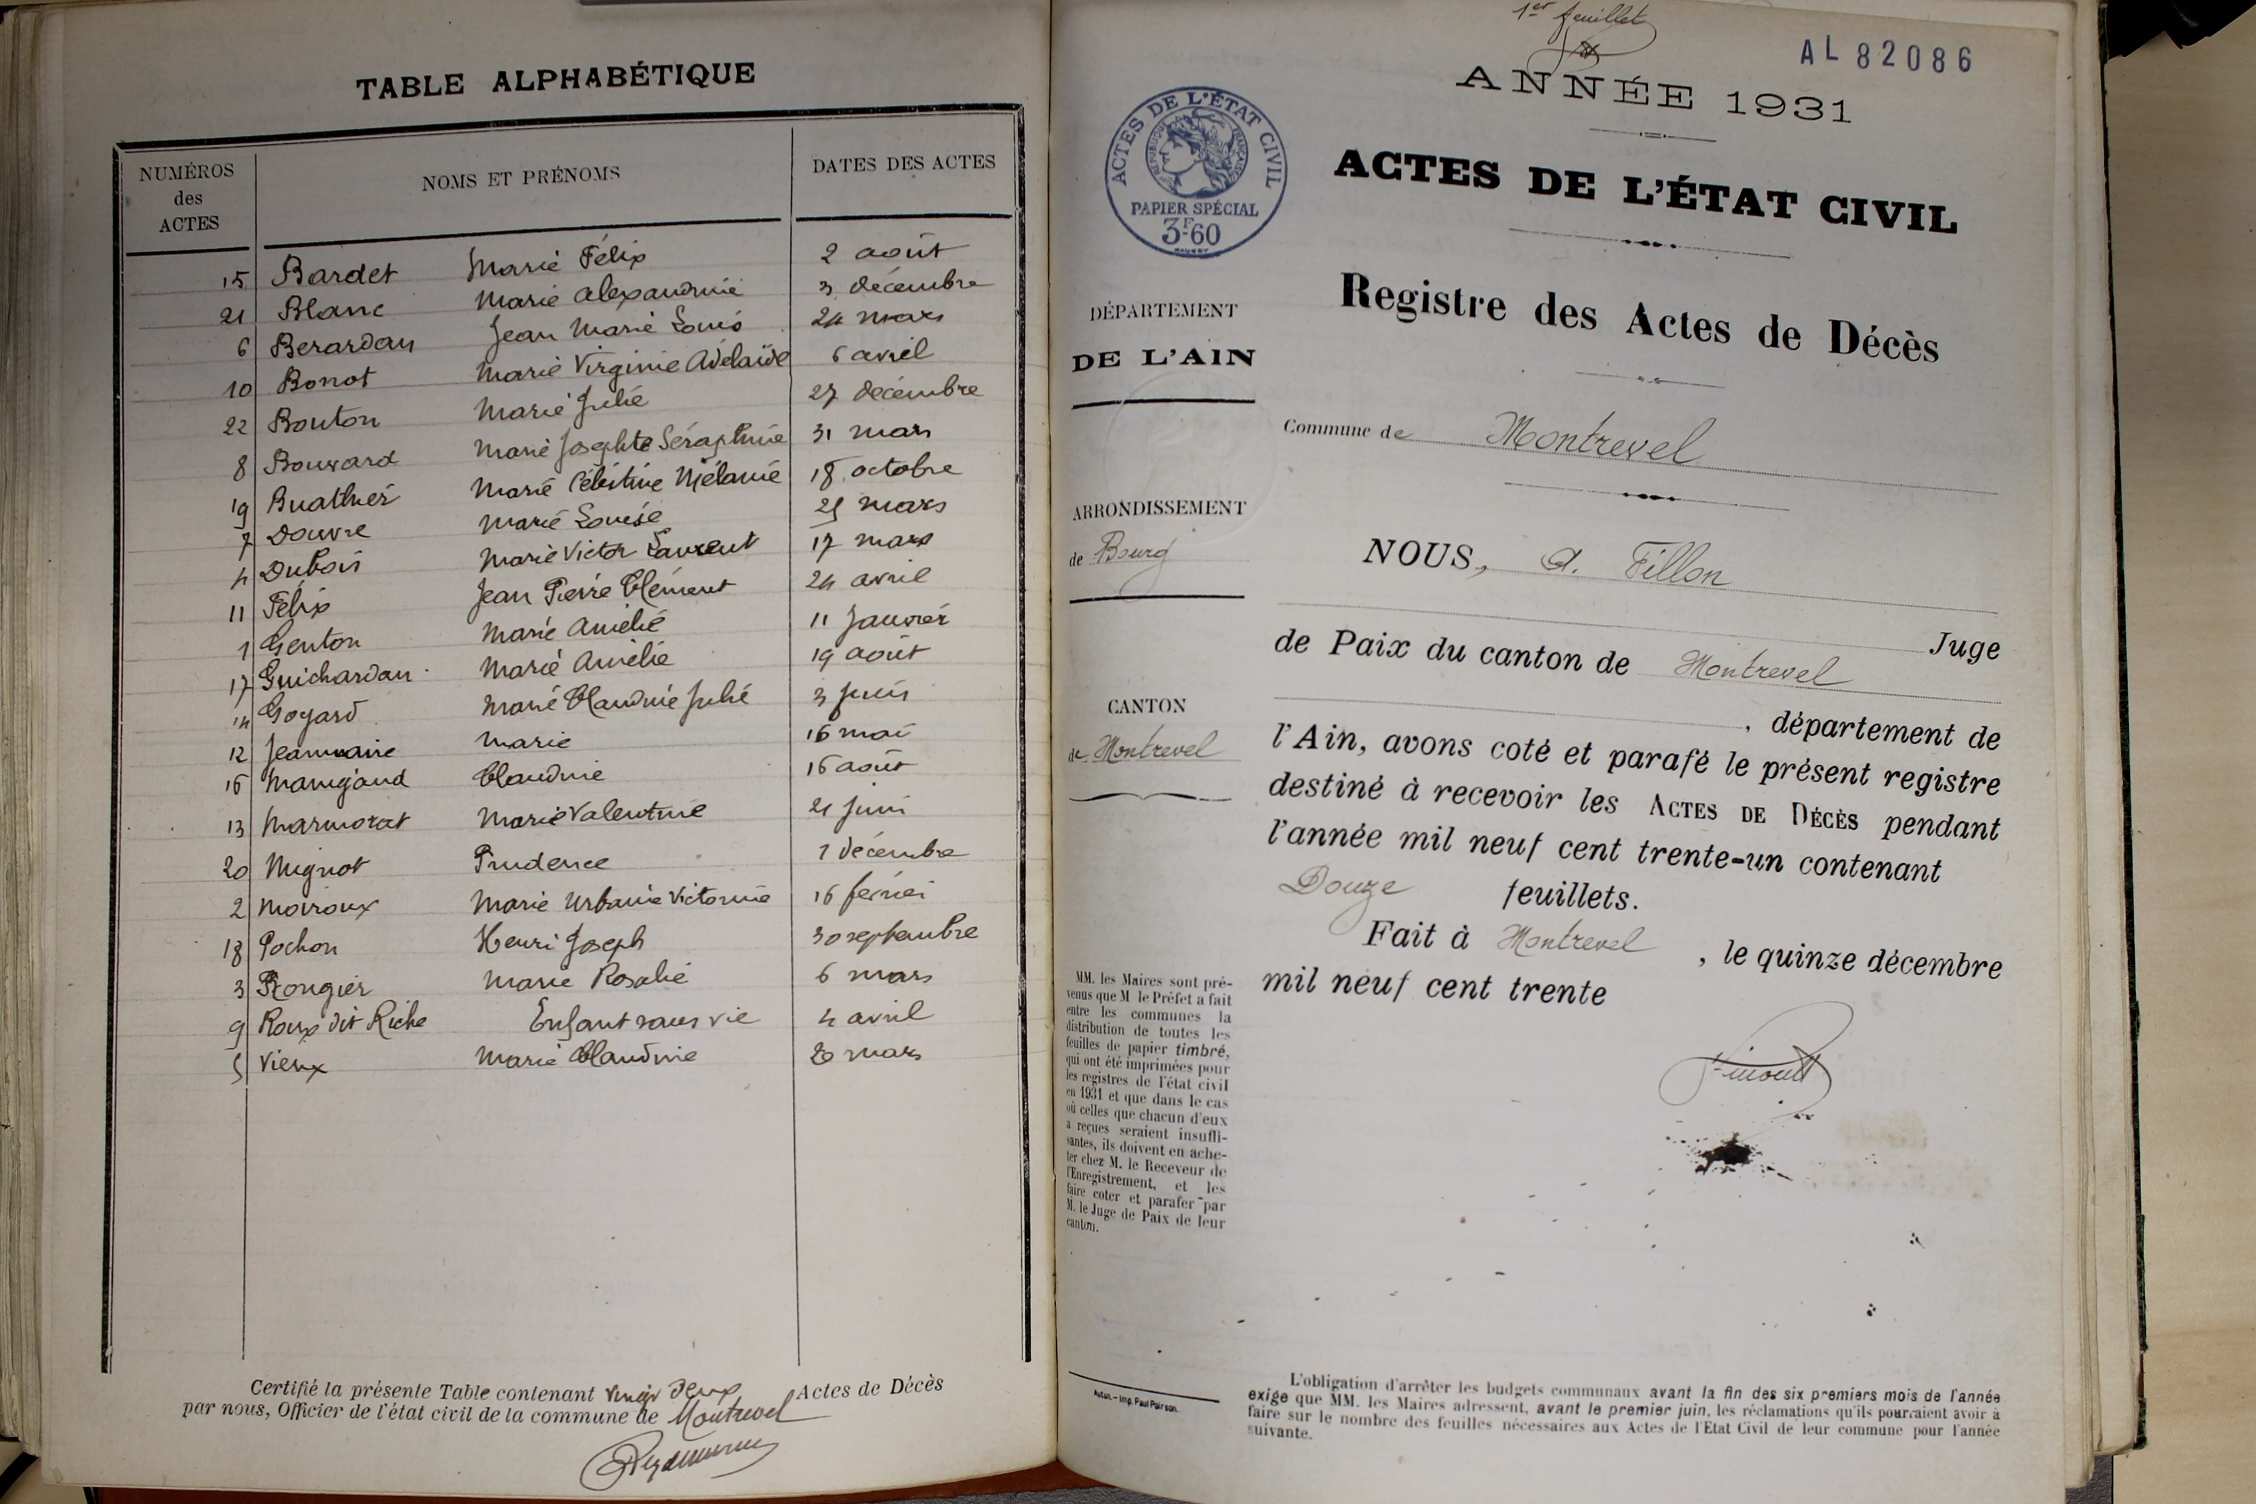 TABLE ALPHABÉTIQUE
NUMÉROS des ACTES NOMS ET PRÉNOMS DATES DES ACTES
15 Bardet Marie Félix 2 août
21 Blanc Marie Alexandrine 3 décembre
6 Berardan Jean Marie Louis 24 mars
10 Bonot Marie Virginie Adélaïde 6 avril
22 Bouton Marie Julie 27 décembre
8 Bouvard Marie Josephte Séraphine 31 mars
19 Buathier Marie Célestine Mélanie 18 octobre
7 Douvre Marie Louise 25 mars
4 Dubois Marie Victor Laurent 17 mars
11 Félix Jean Pierre Clément 24 avril
1 Genton Marie Amélie 11 Janvier
17 Guichardan Marie Amélie 19 août
14 Goyard Marie Claudine Julie 3 Juin
12 Jeanmaire Marie 16 mai
16 Mangeaud Claudine 16 août
13 Marmorat Marie Valentine 21 Juin
20 Mignot Prudence 1 décembre
2 Moiroux Marie Urbanie Victorine 16 février
18 Pochon Henri Joseph 30 septembre
3 Rongier Marie Rosalie 6 mars
9 Roux dit Riche Enfant sans vie 4 avril
5 Vieux Marie Claudine 20 mars
Certifié la présente Table contenant vingt deux Actes de Décès
par nous, Officier de l'état civil de la commune de Montrevel
1er feuillet
AL 82086
ANNÉE 1931
ACTES DE L'ÉTAT CIVIL
RÉPUBLIQUE FRANÇAISE
PAPIER SPÉCIAL
3F60
ACTES DE L'ÉTAT CIVIL
Registre des Actes de Décès
DÉPARTEMENT
DE L'AIN
Commune de Montrevel
ARRONDISSEMENT
de Bourg
CANTON
de Montrevel
NOUS, A. Fillon
Juge
de Paix du canton de Montrevel
, département de
l'Ain, avons coté et parafé le présent registre
destiné à recevoir les ACTES DE DÉCÈS pendant
l'année mil neuf cent trente-un contenant
Douze feuillets.
Fait à Montrevel, le quinze décembre
mil neuf cent trente
MM. les Maires sont pré-
venus que M le Préfet a fait
entre les communes la
distribution de toutes les
feuilles de papier timbré,
qui ont été imprimées pour
les registres de l'état civil
en 1931 et que dans le cas
où celles que chacun d'eux
a reçues seraient insuffi-
santes, ils doivent en ache-
ter chez M. le Receveur de
l'Enregistrement, et les
faire coter et parafer par
M. le Juge de Paix de leur
canton.
Autun. — Imp. Paul Poirson.
L'obligation d'arrêter les budgets communaux avant la fin des six premiers mois de l'année
exige que MM. les Maires adressent, avant le premier juin, les réclamations qu'ils pourraient avoir à
faire sur le nombre des feuilles nécessaires aux Actes de l'Etat Civil de leur commune pour l'année
suivante.